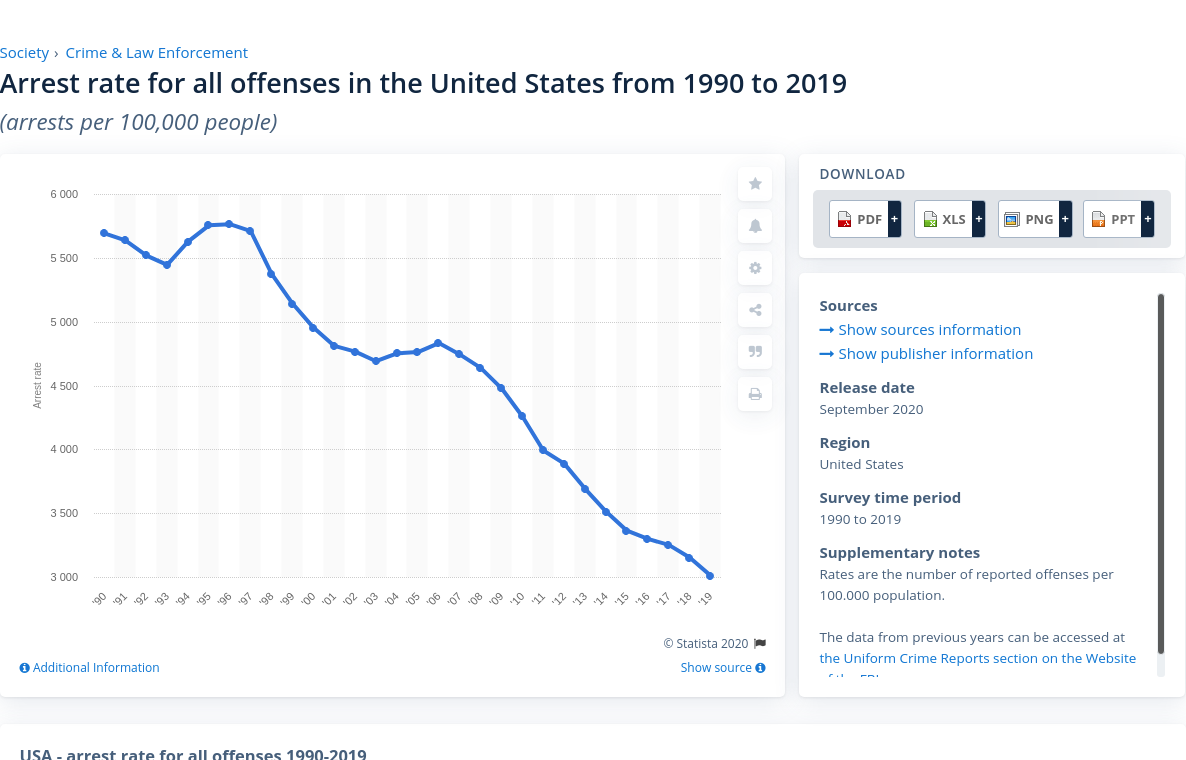 Society › Crime & Law Enforcement
Arrest rate for all offenses in the United States from 1990 to 2019
(arrests per 100,000 people)
6 000
5 500
5 000
4 500
4 000
3 500
3 000
Arrest rate
'90 '91 '92 '93 '94 '95 '96 '97 '98 '99 '00 '01 '02 '03 '04 '05 '06 '07 '08 '09 '10 '11 '12 '13 '14 '15 '16 '17 '18 '19
© Statista 2020
Additional Information
Show source
DOWNLOAD
PDF + XLS + PNG + PPT +
Sources
Show sources information
Show publisher information
Release date
September 2020
Region
United States
Survey time period
1990 to 2019
Supplementary notes
Rates are the number of reported offenses per
100.000 population.
The data from previous years can be accessed at
the Uniform Crime Reports section on the Website
USA - arrest rate for all offenses 1990-2019